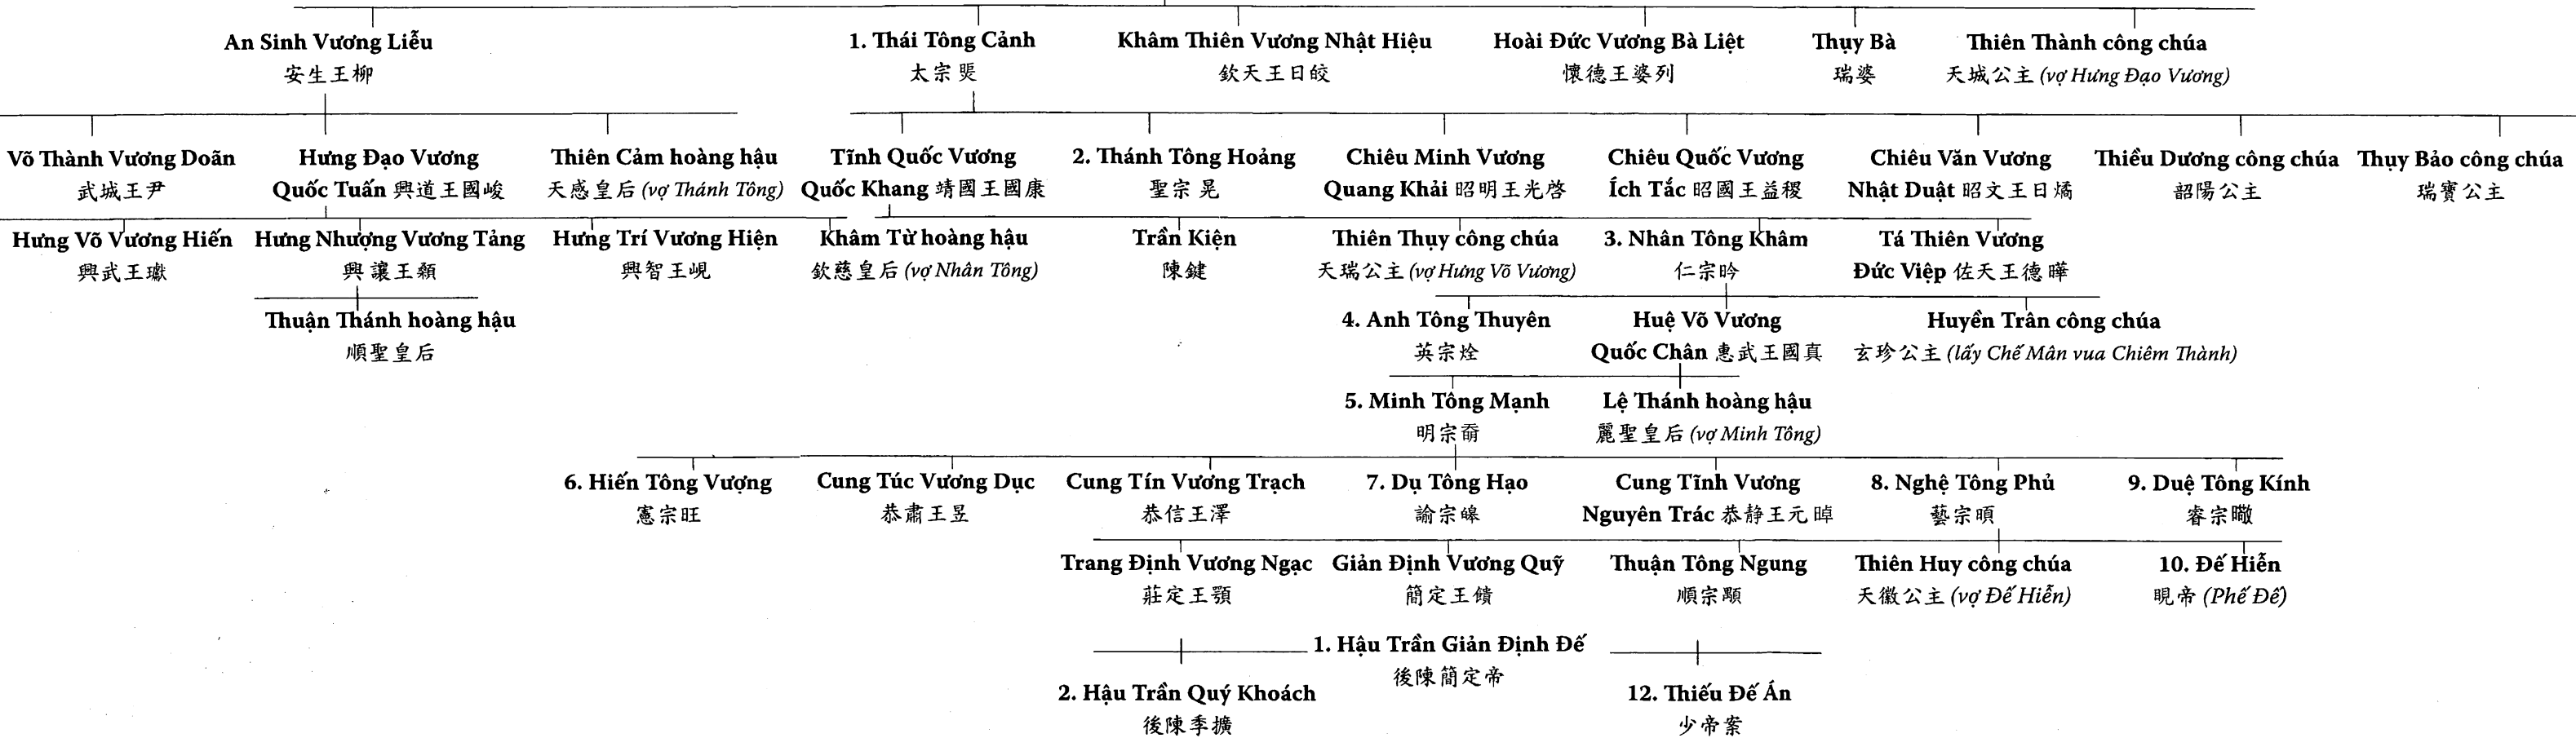 An Sinh Vương Liễu
安生王柳
1. Thái Tông Cảnh
太宗煚
Khâm Thiên Vương Nhật Hiệu
欽天王日皎
Hoài Đức Vương Bà Liệt
懷德王婆列
Thụy Bà
瑞婆
Thiên Thành công chúa
天城公主 (vợ Hưng Đạo Vương)
Võ Thành Vương Doãn
武城王尹
Hưng Đạo Vương
Quốc Tuấn 興道王國峻
Thiên Cảm hoàng hậu
天感皇后 (vợ Thánh Tông)
Tĩnh Quốc Vương
Quốc Khang 靖國王國康
2. Thánh Tông Hoảng
聖宗晃
Chiêu Minh Vương
Quang Khải 昭明王光啓
Chiêu Quốc Vương
Ích Tắc 昭國王益稷
Chiêu Văn Vương
Nhật Duật 昭文王日燏
Thiều Dương công chúa
韶陽公主
Thụy Bảo công chúa
瑞寶公主
Hưng Võ Vương Hiến
興武王瓛
Hưng Nhượng Vương Tảng
興讓王顙
Hưng Trí Vương Hiện
興智王峴
Khâm Từ hoàng hậu
欽慈皇后 (vợ Nhân Tông)
Trần Kiện
陳鍵
Thiên Thụy công chúa
天瑞公主 (vợ Hưng Võ Vương)
3. Nhân Tông Khâm
仁宗昑
Tá Thiên Vương
Đức Việp 佐天王德曄
Thuận Thánh hoàng hậu
順聖皇后
4. Anh Tông Thuyên
英宗烇
Huệ Võ Vương
Quốc Chân 惠武王國真
Huyền Trân công chúa
玄珍公主 (lấy Chế Mân vua Chiêm Thành)
5. Minh Tông Mạnh
明宗奣
Lệ Thánh hoàng hậu
麗聖皇后 (vợ Minh Tông)
6. Hiến Tông Vượng
憲宗旺
Cung Túc Vương Dục
恭肅王昱
Cung Tín Vương Trạch
恭信王澤
7. Dụ Tông Hạo
諭宗皞
Cung Tĩnh Vương
Nguyên Trác 恭静王元晫
8. Nghệ Tông Phủ
藝宗頔
9. Duệ Tông Kính
睿宗曔
Trang Định Vương Ngạc
莊定王顎
Giản Định Vương Quỹ
簡定王饋
Thuận Tông Ngung
順宗顒
Thiên Huy công chúa
天徽公主 (vợ Đế Hiễn)
10. Đế Hiễn
晛帝 (Phế Đế)
1. Hậu Trần Giản Định Đế
後陳簡定帝
2. Hậu Trần Quý Khoách
後陳季擴
12. Thiếu Đế Án
少帝案